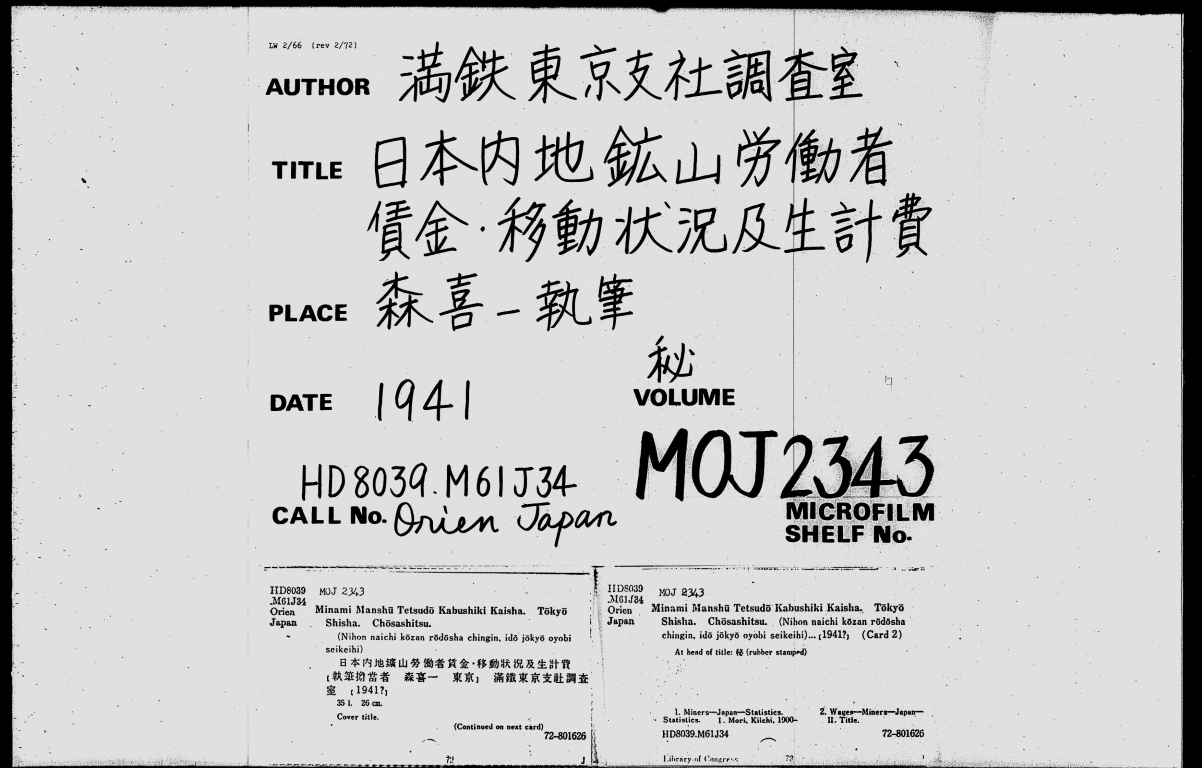 LW 2/66 (rev 2/72)
AUTHOR 満鉄東京支社調査室
TITLE 日本内地鉱山労働者
賃金・移動状況及生計費
PLACE 森喜一執筆
秘
DATE 1941
VOLUME
MOJ 2343
HD8039.M61J34
MICROFILM
SHELF No.
CALL No. Orien Japan
HD8039
.M61J34
Orien
Japan
MOJ 2343
Minami Manshū Tetsudō Kabushiki Kaisha. Tōkyō
Shisha. Chōsashitsu.
(Nihon naichi kōzan rōdōsha chingin, idō jōkyō oyobi
seikeihi)
日本内地鑛山勞働者賃金・移動狀況及生計費
[執筆擔當者 森喜一 東京] 滿鐵東京支社調査
室 [1941?]
35 l. 26 cm.
Cover title.
(Continued on next card)
72-801626
72
HD8039
.M61J34
Orien
Japan
MOJ 2343
Minami Manshū Tetsudō Kabushiki Kaisha. Tōkyō
Shisha. Chōsashitsu. (Nihon naichi kōzan rōdōsha
chingin, idō jōkyō oyobi seikeihi)... [1941?] (Card 2)
At head of title: 秘 (rubber stamped)
1. Miners—Japan—Statistics. 2. Wages—Miners—Japan—
Statistics. I. Mori, Kiichi, 1900- II. Title.
HD8039.M61J34 72-801626
Library of Congress 72